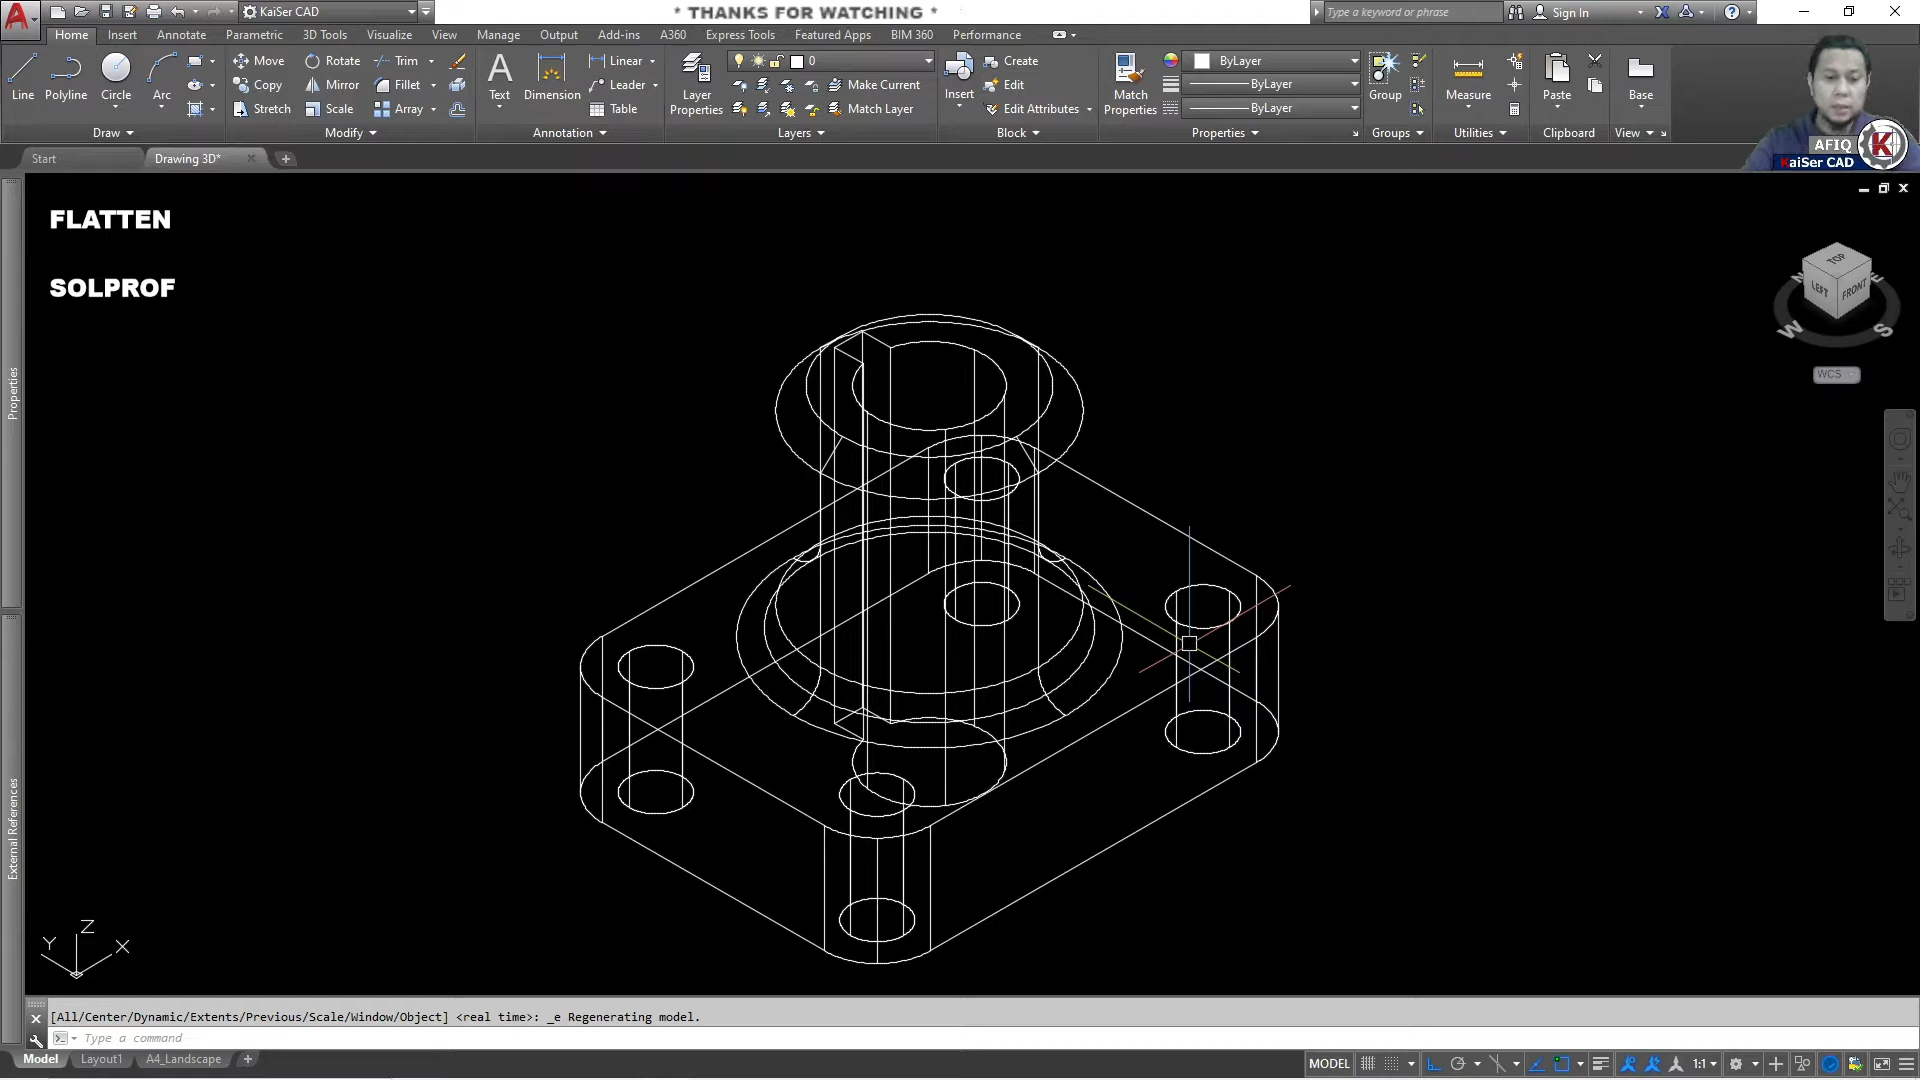 KaiSer CAD
* THANKS FOR WATCHING *
Type a keyword or phrase
Sign In
Home Insert Annotate Parametric 3D Tools Visualize View Manage Output Add-ins A360 Express Tools Featured Apps BIM 360 Performance
Line
Polyline
Circle
Arc
Move
Copy
Stretch
Rotate
Mirror
Scale
Trim
Fillet
Array
Text
Dimension
Linear
Leader
Table
Layer
Properties
0
Make Current
Match Layer
Insert
Create
Edit
Edit Attributes
Match
Properties
ByLayer
ByLayer
ByLayer
Group
Measure
Paste
Base
Draw
Modify
Annotation
Layers
Block
Properties
Groups
Utilities
Clipboard
View
AFIQ
K
KaiSer CAD
Start
Drawing 3D*
FLATTEN
SOLPROF
TOP
LEFT
FRONT
N
E
W
S
WCS
Properties
External References
Z
Y
X
[All/Center/Dynamic/Extents/Previous/Scale/Window/Object] <real time>: _e Regenerating model.
Type a command
Model
Layout1
A4_Landscape
MODEL
1:1